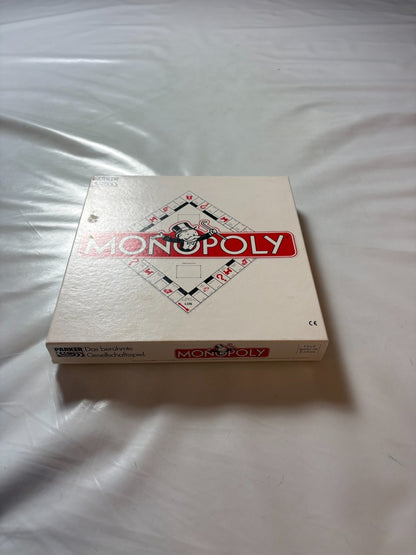 MONOPOLY
CE
PARKER
Das berühmte
Gesellschaftsspiel
MONOPOLY